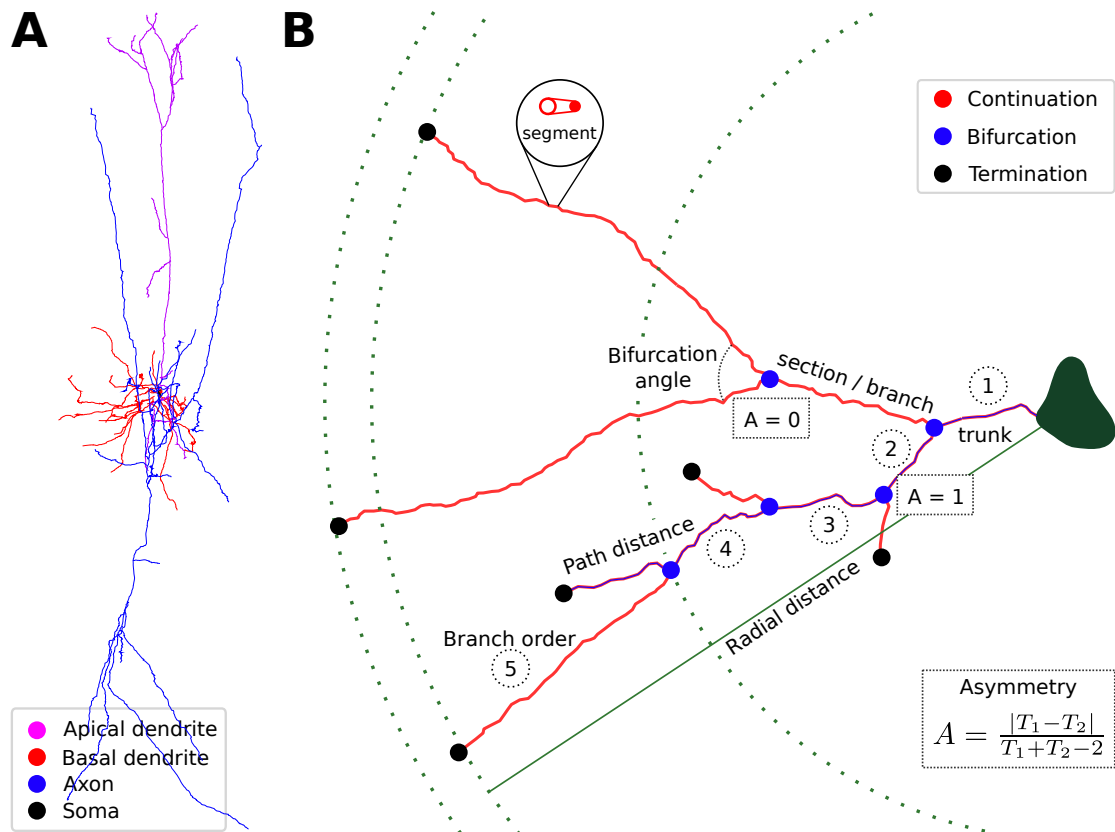 A
Apical dendrite
Basal dendrite
Axon
Soma
B
segment
Continuation
Bifurcation
Termination
Bifurcation
angle
section / branch
1
A = 0
trunk
2
A = 1
3
Path distance
4
Radial distance
Branch order
5
Asymmetry
A = |T₁−T₂| / T₁+T₂−2